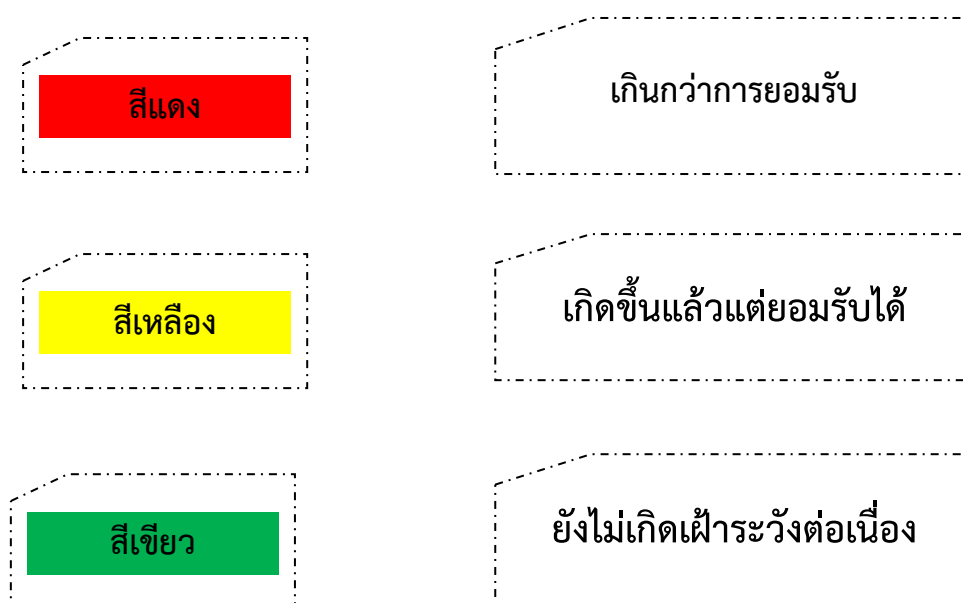 สีแดง
เกินกว่าการยอมรับ
สีเหลือง
เกิดขึ้นแล้วแต่ยอมรับได้
สีเขียว
ยังไม่เกิดเฝ้าระวังต่อเนื่อง